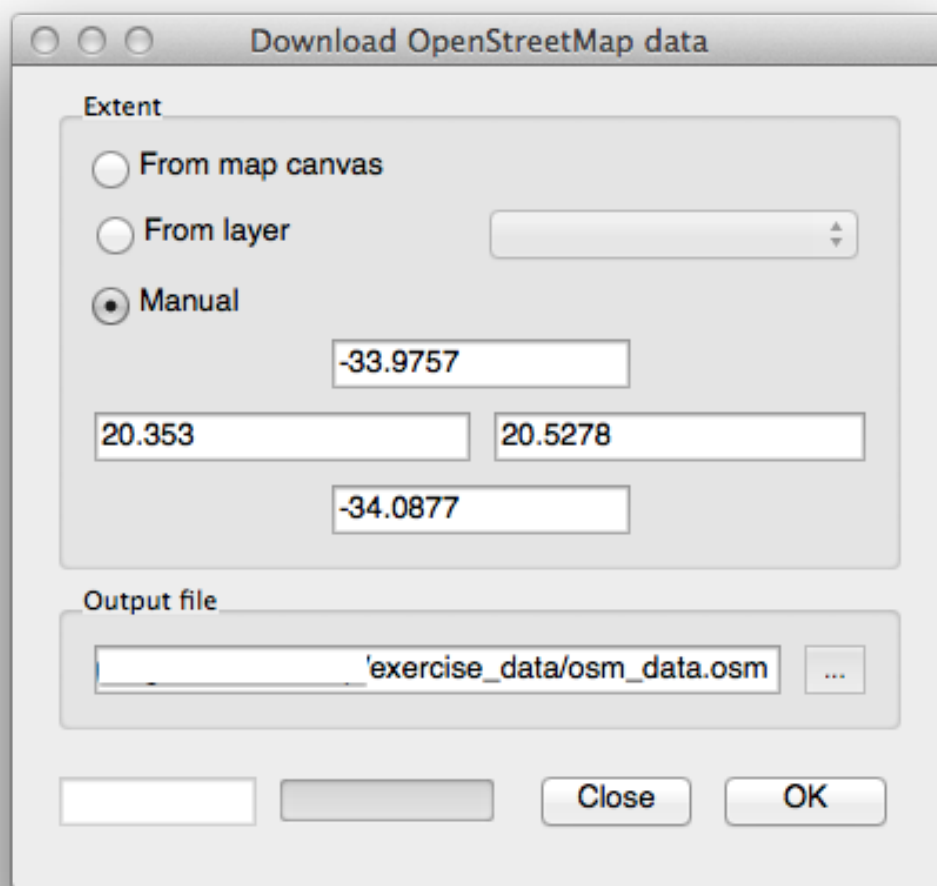 Download OpenStreetMap data
Extent
From map canvas
From layer
Manual
-33.9757
20.353 20.5278
-34.0877
Output file
/exercise_data/osm_data.osm ...
Close OK